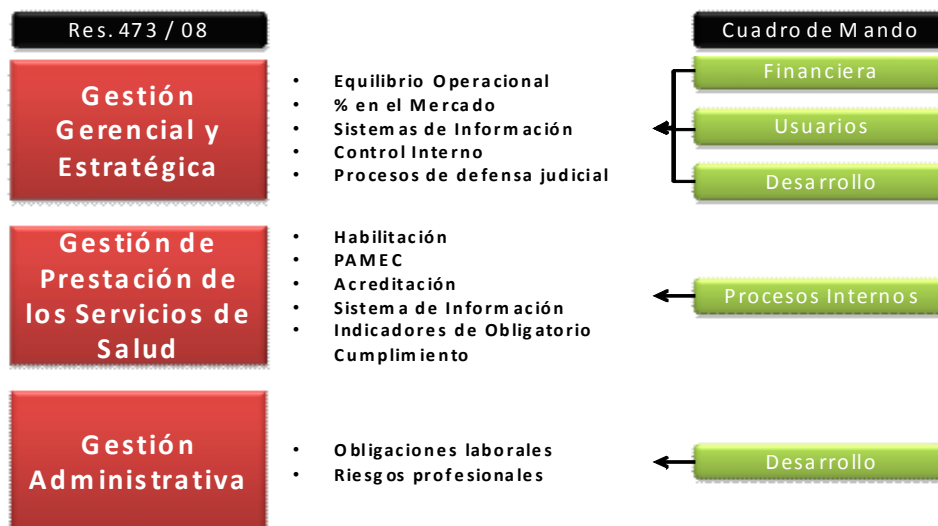 Res. 473 / 08
Cuadro de Mando
Gestión
Gerencial y
Estratégica
• Equilibrio Operacional
• % en el Mercado
• Sistemas de Información
• Control Interno
• Procesos de defensa judicial
Financiera
Usuarios
Desarrollo
Gestión de
Prestación de
los Servicios de
Salud
• Habilitación
• PAMEC
• Acreditación
• Sistema de Información
• Indicadores de Obligatorio
Cumplimiento
Procesos Internos
Gestión
Administrativa
• Obligaciones laborales
• Riesgos profesionales
Desarrollo